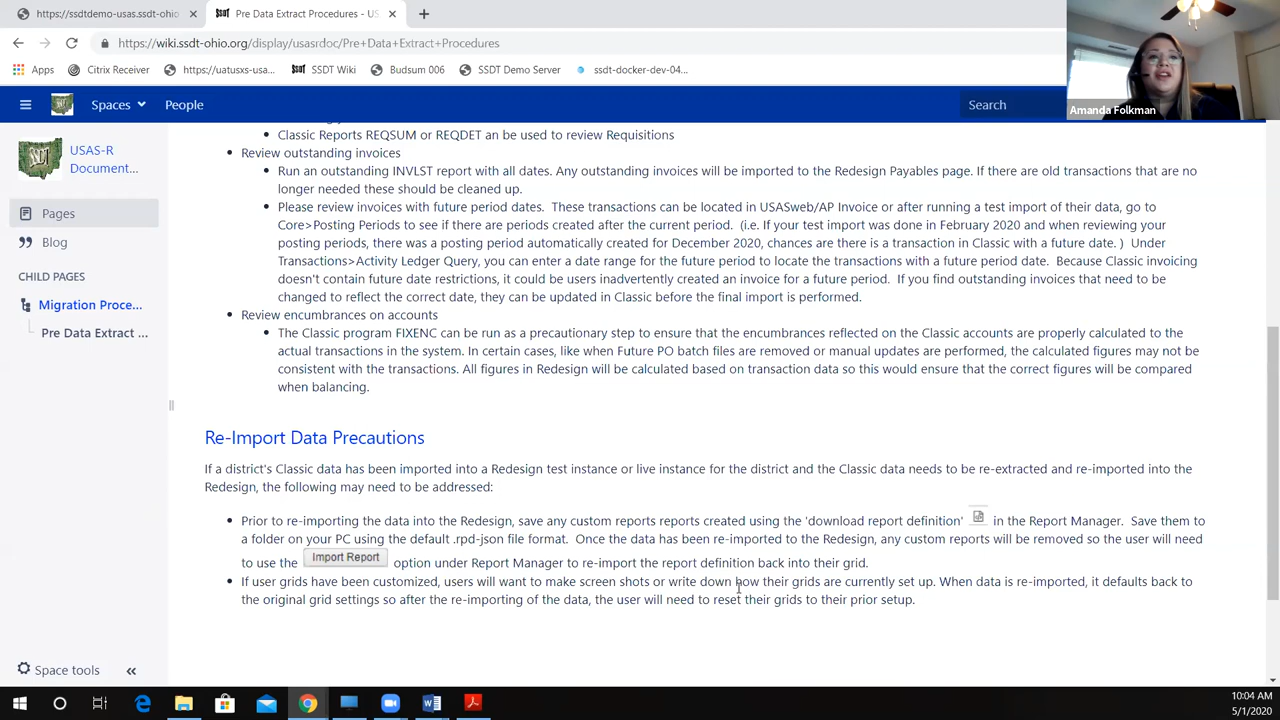 https://ssdtdemo-usas.ssdt-ohio
Pre Data Extract Procedures - US
https://wiki.ssdt-ohio.org/display/usasrdoc/Pre+Data+Extract+Procedures
Apps
Citrix Receiver
https://uatusxs-usa...
SSDT Wiki
Budsum 006
SSDT Demo Server
ssdt-docker-dev-04...
Amanda Folkman
Spaces
People
Search
SSDT
USAS-R
Document...
Pages
Blog
CHILD PAGES
Migration Proce...
Pre Data Extract ...
Classic Reports REQSUM or REQDET an be used to review Requisitions
Review outstanding invoices
Run an outstanding INVLST report with all dates. Any outstanding invoices will be imported to the Redesign Payables page. If there are old transactions that are
no longer needed these should be cleaned up.
Please review invoices with future period dates. These transactions can be located in USASweb/AP Invoice or after running a test import of their data, go to
Core>Posting Periods to see if there are periods created after the current period. (i.e. If your test import was done in February 2020 and when reviewing your
posting periods, there was a posting period automatically created for December 2020, chances are there is a transaction in Classic with a future date. ) Under
Transactions>Activity Ledger Query, you can enter a date range for the future period to locate the transactions with a future period date. Because Classic invoicing
doesn't contain future date restrictions, it could be users inadvertently created an invoice for a future period. If you find outstanding invoices that need to be
changed to reflect the correct date, they can be updated in Classic before the final import is performed.
Review encumbrances on accounts
The Classic program FIXENC can be run as a precautionary step to ensure that the encumbrances reflected on the Classic accounts are properly calculated to the
actual transactions in the system. In certain cases, like when Future PO batch files are removed or manual updates are performed, the calculated figures may not be
consistent with the transactions. All figures in Redesign will be calculated based on transaction data so this would ensure that the correct figures will be compared
when balancing.
Re-Import Data Precautions
If a district's Classic data has been imported into a Redesign test instance or live instance for the district and the Classic data needs to be re-extracted and re-imported into the
Redesign, the following may need to be addressed:
Prior to re-importing the data into the Redesign, save any custom reports reports created using the 'download report definition' in the Report Manager. Save them to
a folder on your PC using the default .rpd-json file format. Once the data has been re-imported to the Redesign, any custom reports will be removed so the user will need
to use the Import Report option under Report Manager to re-import the report definition back into their grid.
If user grids have been customized, users will want to make screen shots or write down how their grids are currently set up. When data is re-imported, it defaults back to
the original grid settings so after the re-importing of the data, the user will need to reset their grids to their prior setup.
Space tools
10:04 AM
5/1/2020